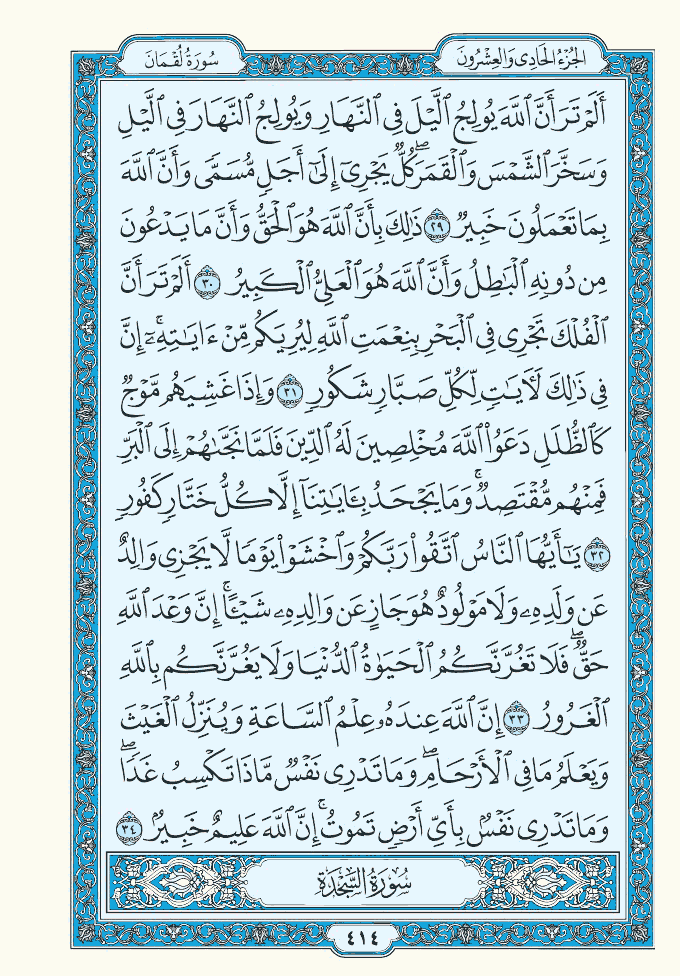 الجزء الحادي والعشرون
سورة لقمان
أَلَمْ تَرَ أَنَّ ٱللَّهَ يُولِجُ ٱلَّيْلَ فِى ٱلنَّهَارِ وَيُولِجُ ٱلنَّهَارَ فِى ٱلَّيْلِ
وَسَخَّرَ ٱلشَّمْسَ وَٱلْقَمَرَۖ كُلٌّ يَجْرِىٓ إِلَىٰٓ أَجَلٍ مُّسَمًّى وَأَنَّ ٱللَّهَ
بِمَا تَعْمَلُونَ خَبِيرٌ ٢٩ ذَٰلِكَ بِأَنَّ ٱللَّهَ هُوَ ٱلْحَقُّ وَأَنَّ مَا يَدْعُونَ
مِن دُونِهِ ٱلْبَٰطِلُ وَأَنَّ ٱللَّهَ هُوَ ٱلْعَلِىُّ ٱلْكَبِيرُ ٣٠ أَلَمْ تَرَ أَنَّ
ٱلْفُلْكَ تَجْرِى فِى ٱلْبَحْرِ بِنِعْمَتِ ٱللَّهِ لِيُرِيَكُم مِّنْ ءَايَٰتِهِۦٓۚ إِنَّ
فِى ذَٰلِكَ لَءَايَٰتٍ لِّكُلِّ صَبَّارٍ شَكُورٍ ٣١ وَإِذَا غَشِيَهُم مَّوْجٌ
كَٱلظُّلَلِ دَعَوُا۟ ٱللَّهَ مُخْلِصِينَ لَهُ ٱلدِّينَ فَلَمَّا نَجَّىٰهُمْ إِلَى ٱلْبَرِّ
فَمِنْهُم مُّقْتَصِدٌۚ وَمَا يَجْحَدُ بِـَٔايَٰتِنَآ إِلَّا كُلُّ خَتَّارٍ كَفُورٍ
٣٢ يَٰٓأَيُّهَا ٱلنَّاسُ ٱتَّقُوا۟ رَبَّكُمْ وَٱخْشَوْا۟ يَوْمًا لَّا يَجْزِى وَالِدٌ
عَن وَلَدِهِۦ وَلَا مَوْلُودٌ هُوَ جَازٍ عَن وَالِدِهِۦ شَيْـًٔاۚ إِنَّ وَعْدَ ٱللَّهِ
حَقٌّۖ فَلَا تَغُرَّنَّكُمُ ٱلْحَيَوٰةُ ٱلدُّنْيَا وَلَا يَغُرَّنَّكُم بِٱللَّهِ
ٱلْغَرُورُ ٣٣ إِنَّ ٱللَّهَ عِندَهُۥ عِلْمُ ٱلسَّاعَةِ وَيُنَزِّلُ ٱلْغَيْثَ
وَيَعْلَمُ مَا فِى ٱلْأَرْحَامِۖ وَمَا تَدْرِى نَفْسٌ مَّاذَا تَكْسِبُ غَدًاۖ
وَمَا تَدْرِى نَفْسٌۢ بِأَىِّ أَرْضٍ تَمُوتُۚ إِنَّ ٱللَّهَ عَلِيمٌ خَبِيرٌۢ ٣٤
سورة السجدة
٤١٤